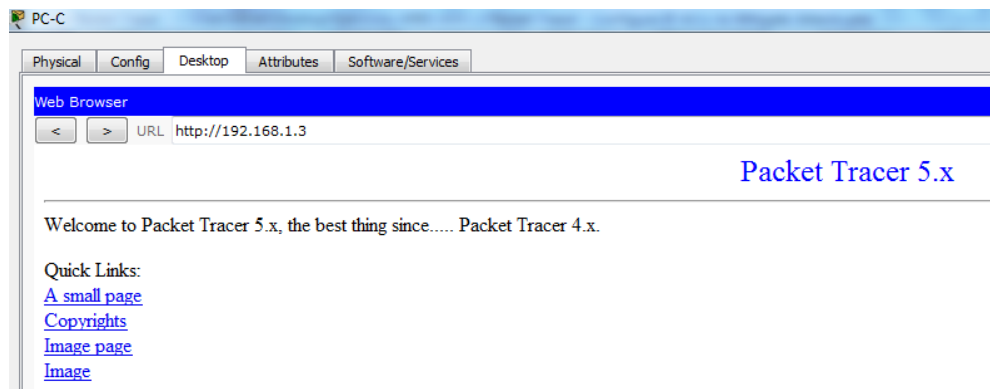 PC-C
Physical Config Desktop Attributes Software/Services
Web Browser
< > URL http://192.168.1.3
Packet Tracer 5.x
Welcome to Packet Tracer 5.x, the best thing since..... Packet Tracer 4.x.
Quick Links:
A small page
Copyrights
Image page
Image